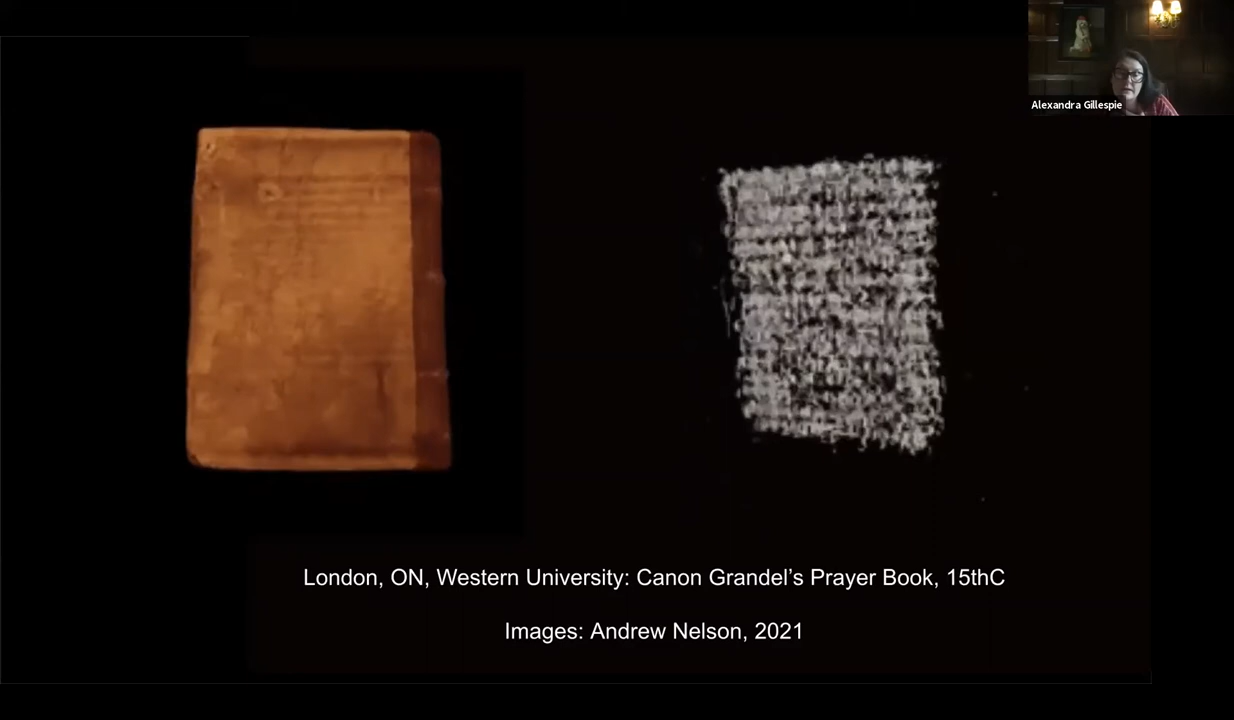 Alexandra Gillespie
London, ON, Western University: Canon Grandel’s Prayer Book, 15thC
Images: Andrew Nelson, 2021